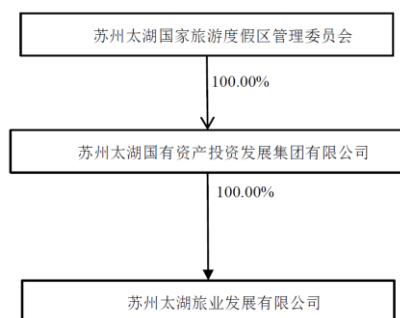 苏州太湖国家旅游度假区管理委员会
100.00%
苏州太湖国有资产投资发展集团有限公司
100.00%
苏州太湖旅业发展有限公司